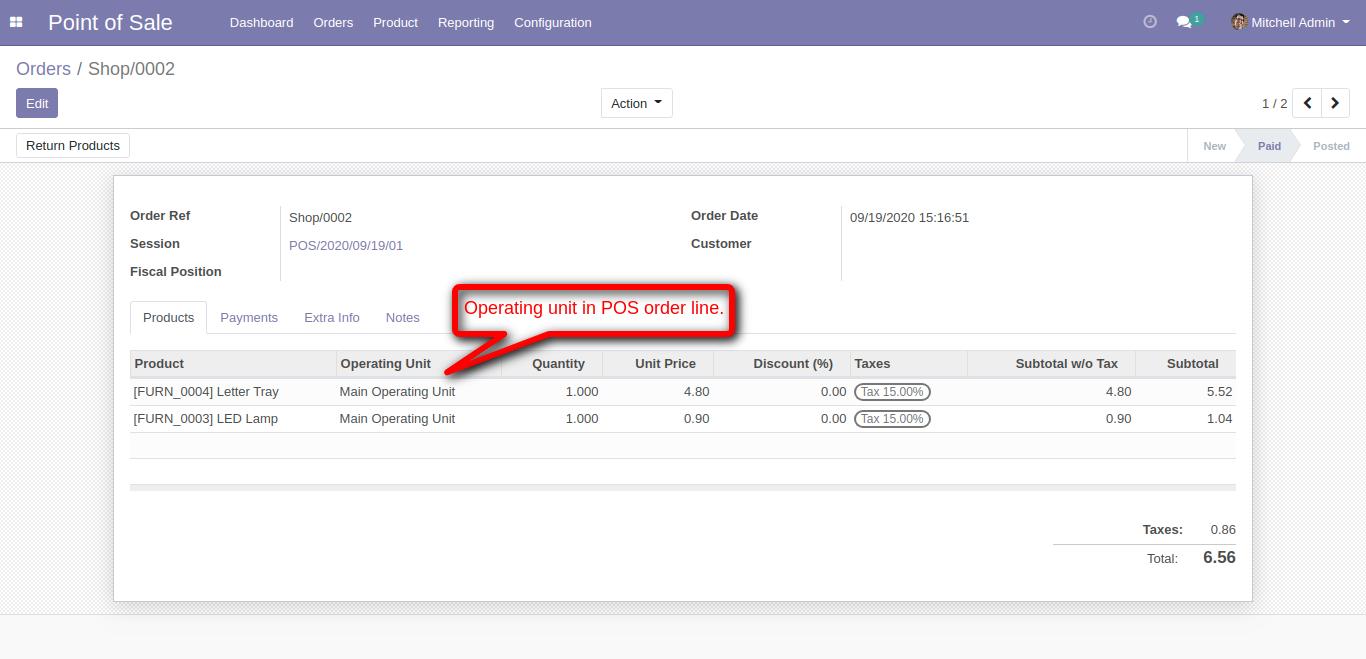 Point of Sale Dashboard Orders Product Reporting Configuration 1 Mitchell Admin
Orders / Shop/0002
Edit Action 1 / 2
Return Products New Paid Posted
Order Ref Shop/0002 Order Date 09/19/2020 15:16:51
Session POS/2020/09/19/01 Customer
Fiscal Position
Operating unit in POS order line.
Products Payments Extra Info Notes
Product Operating Unit Quantity Unit Price Discount (%) Taxes Subtotal w/o Tax Subtotal
[FURN_0004] Letter Tray Main Operating Unit 1.000 4.80 0.00 Tax 15.00% 4.80 5.52
[FURN_0003] LED Lamp Main Operating Unit 1.000 0.90 0.00 Tax 15.00% 0.90 1.04
Taxes: 0.86
Total: 6.56